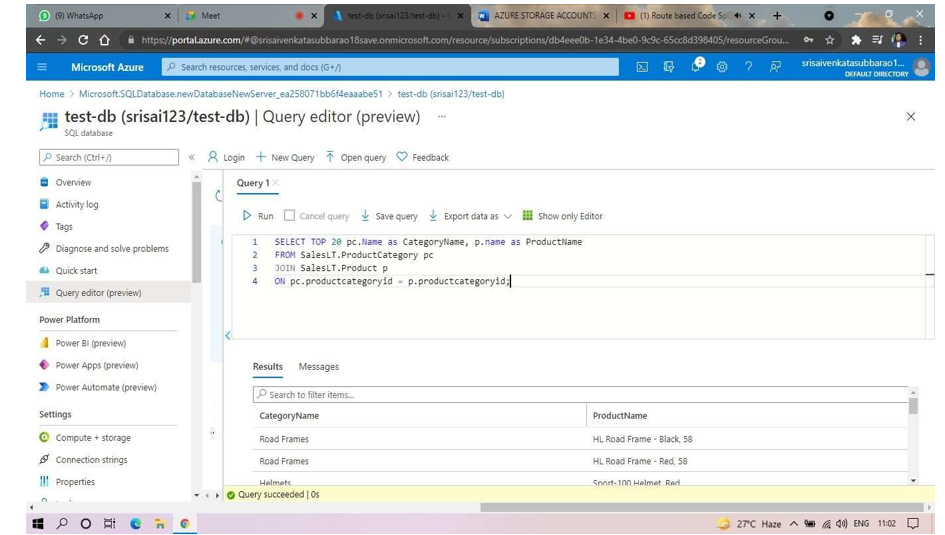 (9) WhatsApp
Meet
test-db (srisai123/test-db) -
AZURE STORAGE ACCOUNTS
(1) Route based Code Sp
https://portal.azure.com/#@srisaivenkatasubbarao18save.onmicrosoft.com/resource/subscriptions/db4eee0b-1e34-4be0-9c9c-65cc8d398405/resourceGrou...
Microsoft Azure
Search resources, services, and docs (G+/)
2
srisaivenkatasubbarao1...
DEFAULT DIRECTORY
Home > Microsoft.SQLDatabase.newDatabaseNewServer_ea258071bb6f4eaaabe51 > test-db (srisai123/test-db)
test-db (srisai123/test-db) | Query editor (preview) ...
SQL database
Search (Ctrl+/)
«
Login
New Query
Open query
Feedback
Overview
Activity log
Tags
Diagnose and solve problems
Quick start
Query editor (preview)
Power Platform
Power BI (preview)
Power Apps (preview)
Power Automate (preview)
Settings
Compute + storage
Connection strings
Properties
Query 1
Run
Cancel query
Save query
Export data as
Show only Editor
1 SELECT TOP 20 pc.Name as CategoryName, p.name as ProductName
2 FROM SalesLT.ProductCategory pc
3 JOIN SalesLT.Product p
4 ON pc.productcategoryid = p.productcategoryid;
Results
Messages
Search to filter items...
CategoryName
ProductName
Road Frames
HL Road Frame - Black, 58
Road Frames
HL Road Frame - Red, 58
Helmets
Sport-100 Helmet, Red
Query succeeded | 0s
27°C Haze
ENG
11:02